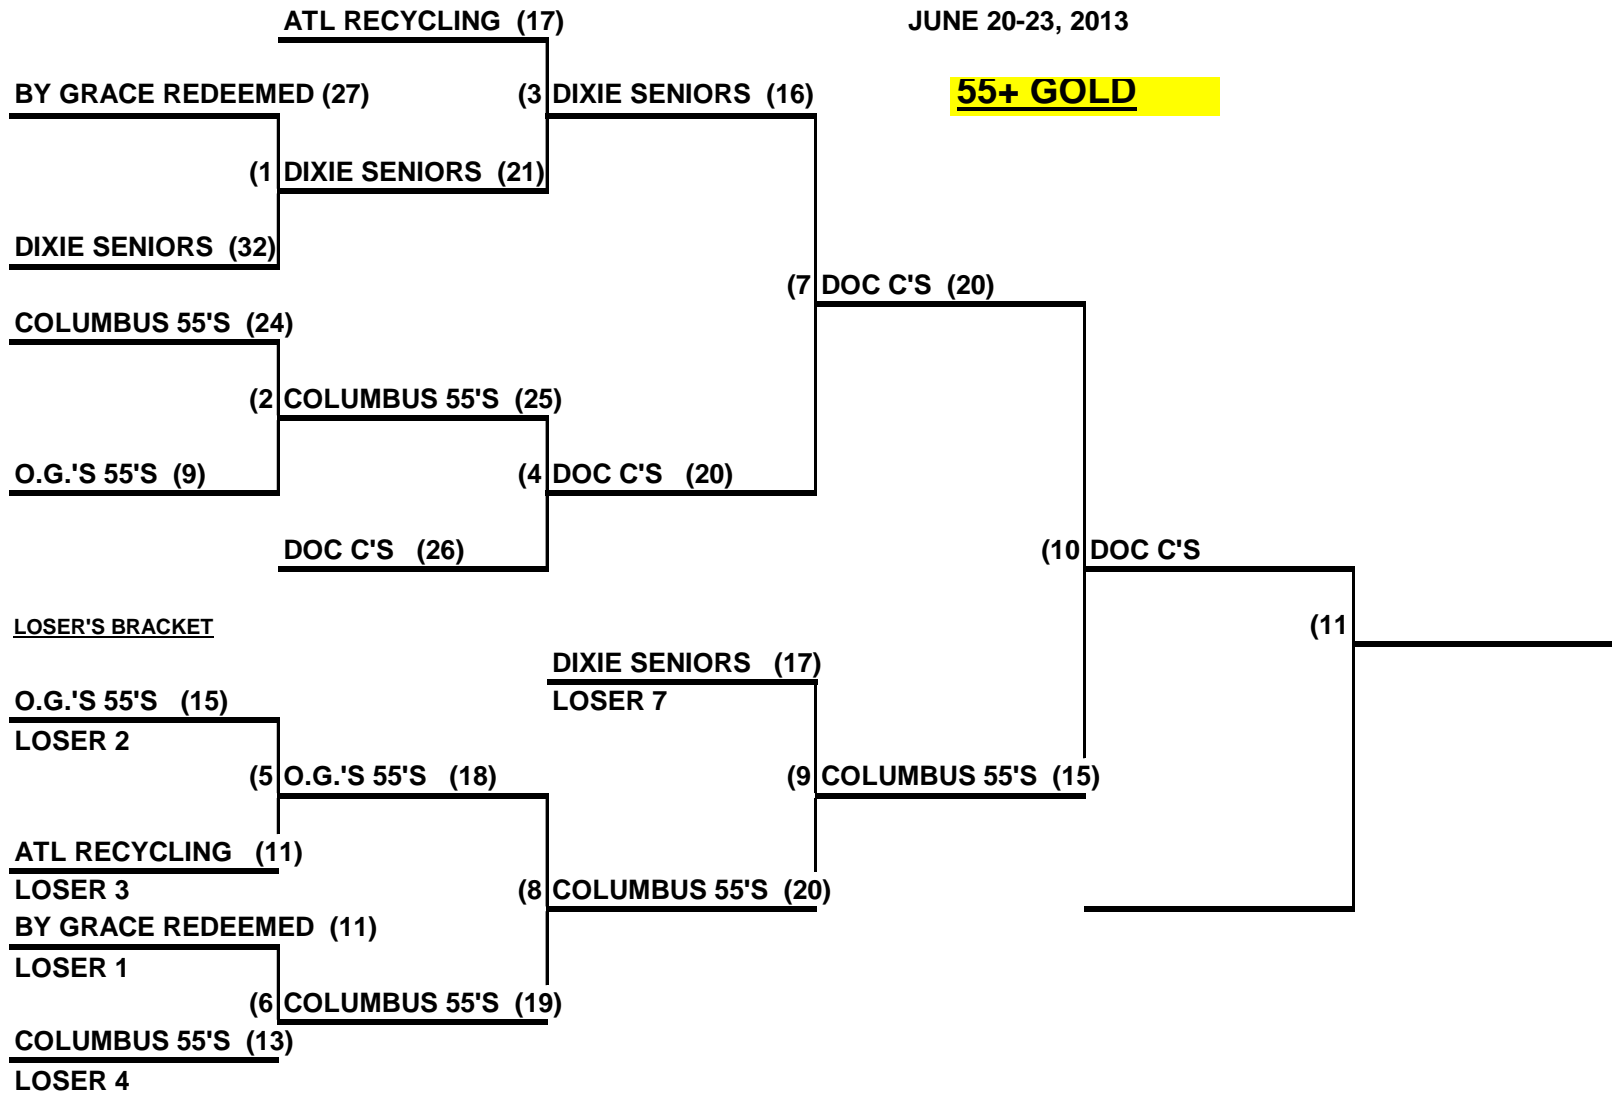 ATL RECYCLING (17)
JUNE 20-23, 2013
BY GRACE REDEEMED (27)
(3 DIXIE SENIORS (16)
55+ GOLD
(1 DIXIE SENIORS (21)
DIXIE SENIORS (32)
(7 DOC C'S (20)
COLUMBUS 55'S (24)
(2 COLUMBUS 55'S (25)
O.G.'S 55'S (9)
(4 DOC C'S (20)
DOC C'S (26)
(10 DOC C'S
LOSER'S BRACKET
(11
DIXIE SENIORS (17)
O.G.'S 55'S (15)
LOSER 7
LOSER 2
(5 O.G.'S 55'S (18)
(9 COLUMBUS 55'S (15)
ATL RECYCLING (11)
LOSER 3
(8 COLUMBUS 55'S (20)
BY GRACE REDEEMED (11)
LOSER 1
(6 COLUMBUS 55'S (19)
COLUMBUS 55'S (13)
LOSER 4